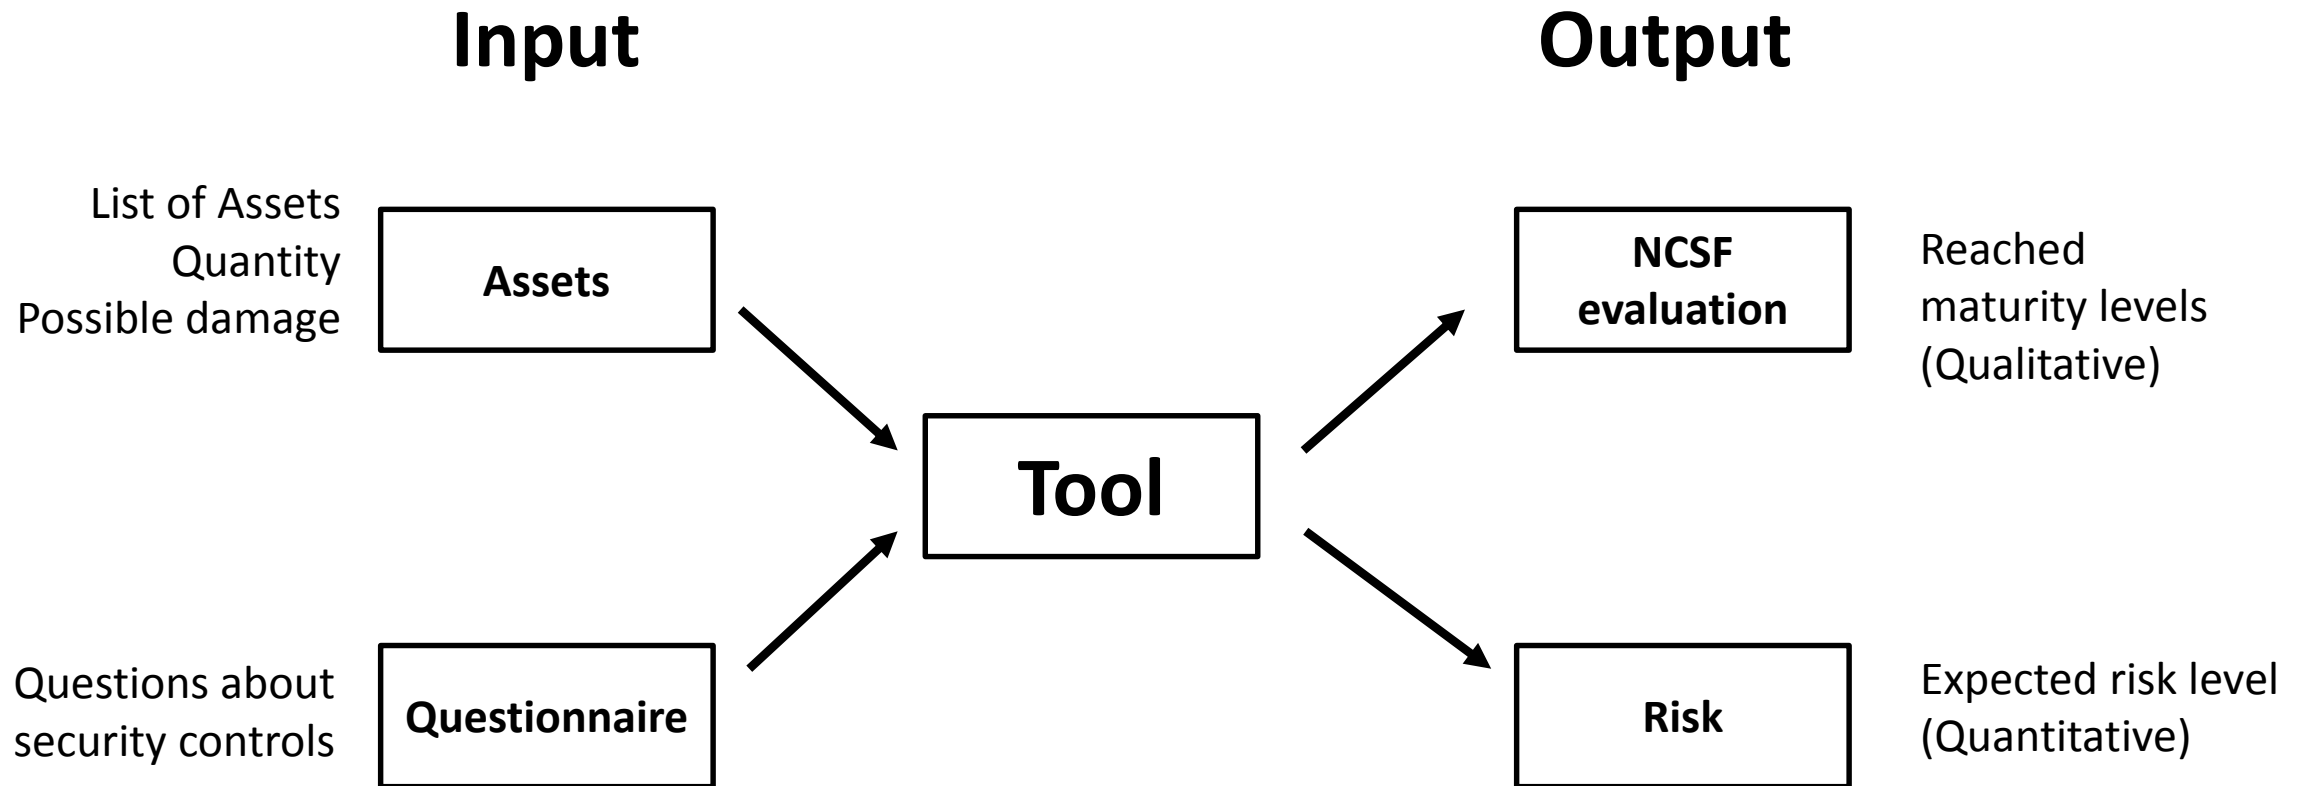 Input
Output
List of Assets
Quantity
Possible damage
Assets
NCSF
evaluation
Reached
maturity levels
(Qualitative)
Tool
Questions about
security controls
Questionnaire
Risk
Expected risk level
(Quantitative)